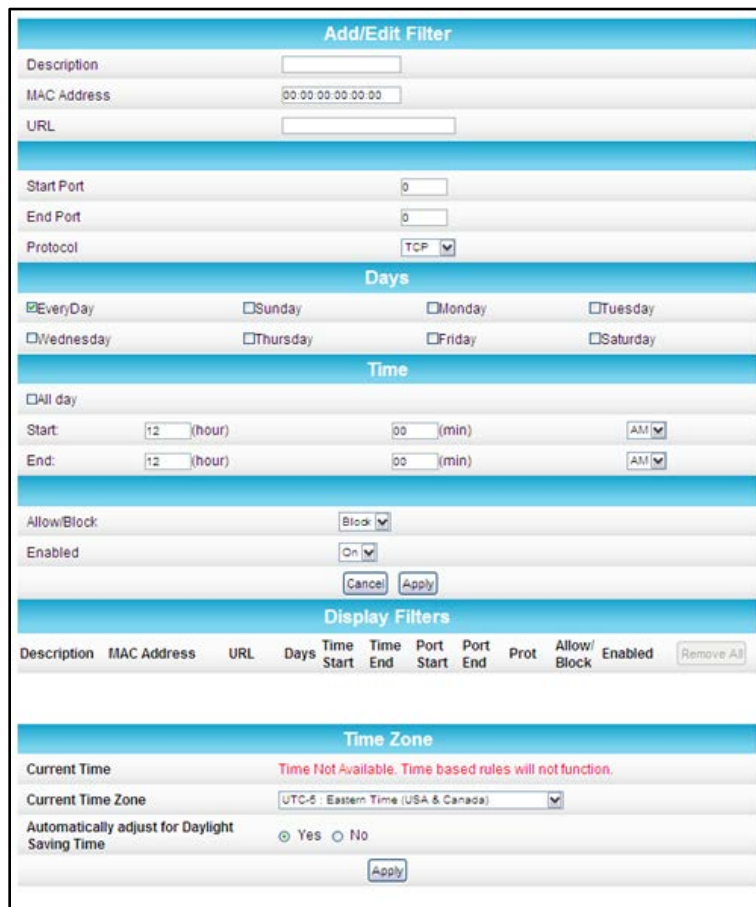 Add/Edit Filter
Description
MAC Address 00:00:00:00:00:00
URL
Start Port 0
End Port 0
Protocol TCP
Days
EveryDay Sunday Monday Tuesday
Wednesday Thursday Friday Saturday
Time
All day
Start: 12 (hour) 00 (min) AM
End: 12 (hour) 00 (min) AM
Allow/Block Block
Enabled On
Cancel Apply
Display Filters
Description MAC Address URL Days Time Start Time End Port Start Port End Prot Allow/ Block Enabled Remove All
Time Zone
Current Time Time Not Available. Time based rules will not function.
Current Time Zone UTC-5 : Eastern Time (USA & Canada)
Automatically adjust for Daylight
Saving Time Yes No
Apply